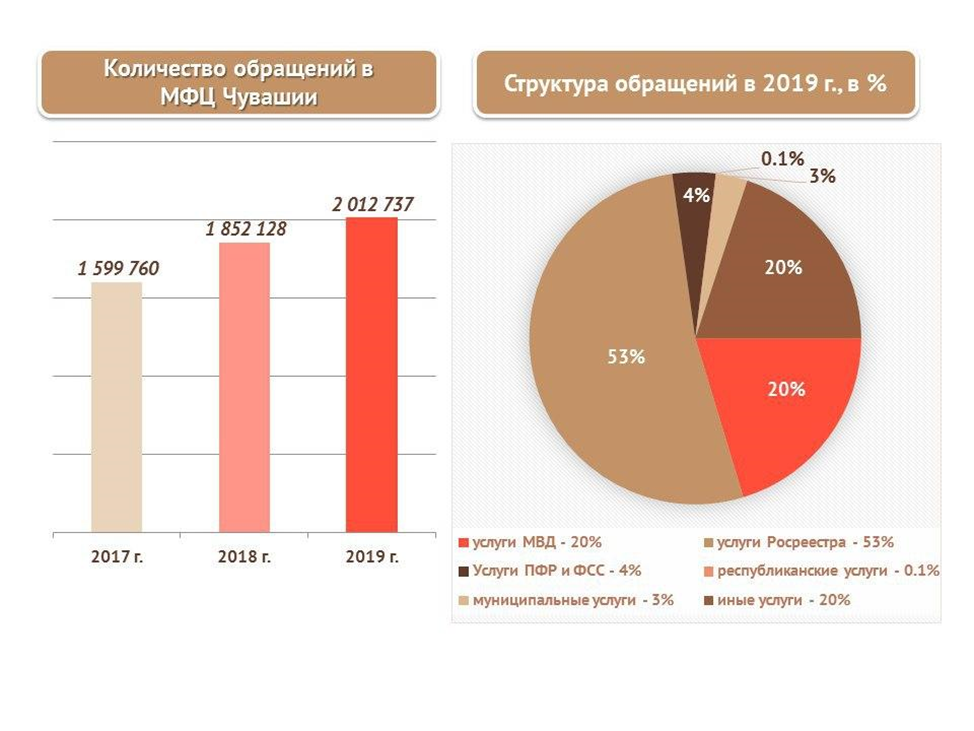 Количество обращений в
МФЦ Чувашии
Структура обращений в 2019 г., в %
2 012 737
1 852 128
1 599 760
2017 г.
2018 г.
2019 г.
0.1%
3%
4%
20%
53%
20%
услуги МВД - 20%
услуги Росреестра - 53%
Услуги ПФР и ФСС - 4%
республиканские услуги - 0.1%
муниципальные услуги - 3%
иные услуги - 20%